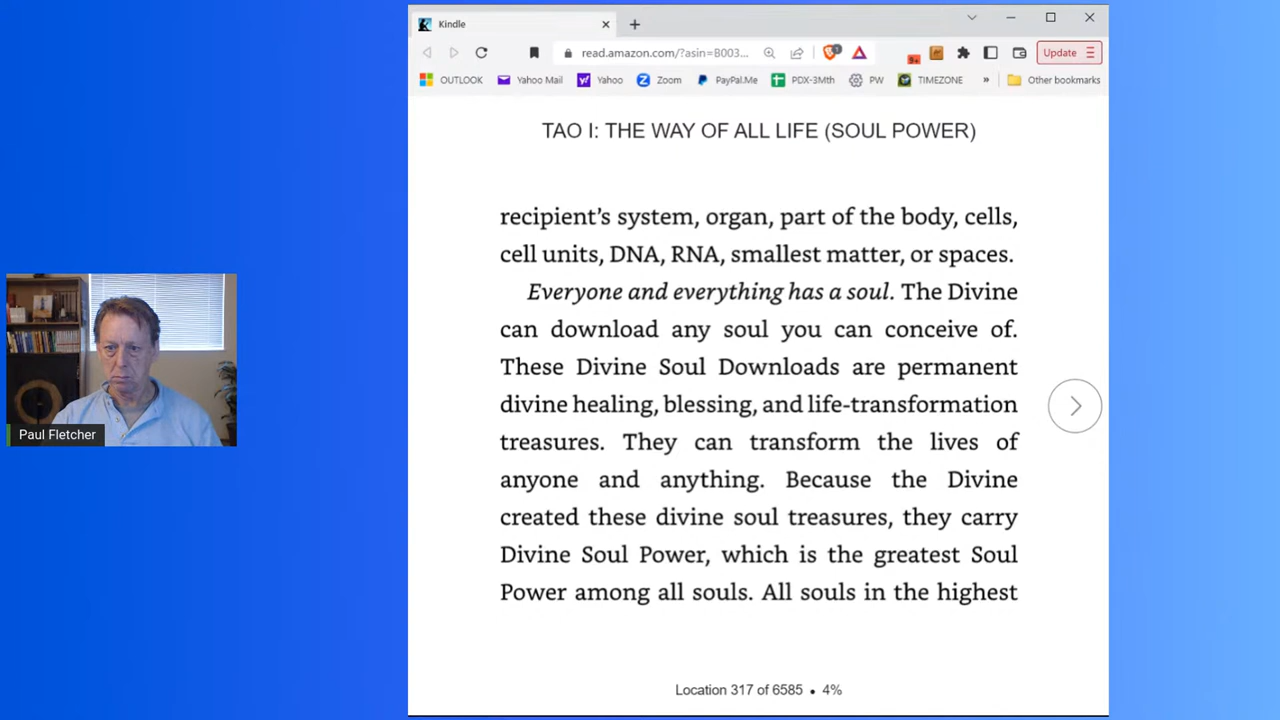 Kindle
read.amazon.com/?asin=B003...
Update
OUTLOOK
Yahoo Mail
Yahoo
Zoom
PayPal.Me
PDX-3Mth
PW
TIMEZONE
»
Other bookmarks
TAO I: THE WAY OF ALL LIFE (SOUL POWER)
recipient's system, organ, part of the body, cells,
cell units, DNA, RNA, smallest matter, or spaces.
Everyone and everything has a soul. The Divine
can download any soul you can conceive of.
These Divine Soul Downloads are permanent
divine healing, blessing, and life-transformation
treasures. They can transform the lives of
anyone and anything. Because the Divine
created these divine soul treasures, they carry
Divine Soul Power, which is the greatest Soul
Power among all souls. All souls in the highest
Location 317 of 6585 • 4%
Paul Fletcher